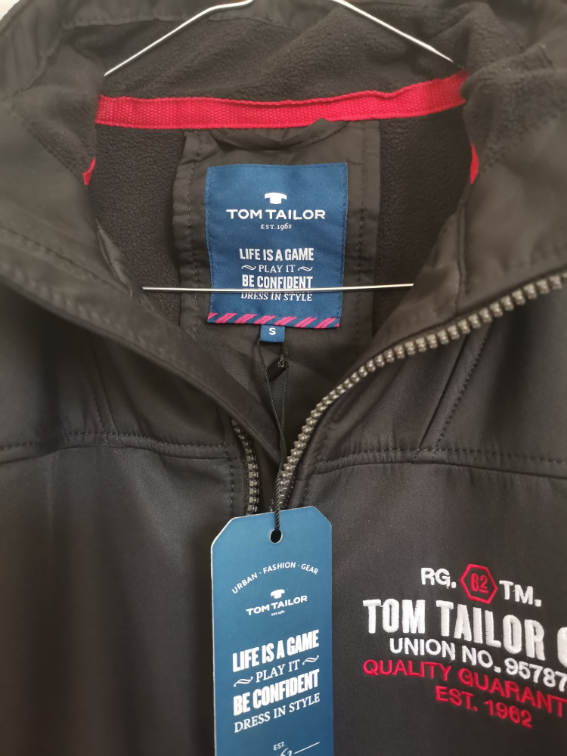 TOM TAILOR
EST. 1962
LIFE IS A GAME
PLAY IT
BE CONFIDENT
DRESS IN STYLE
S
URBAN · FASHION · GEAR
TOM TAILOR
LIFE IS A GAME
PLAY IT
BE CONFIDENT
DRESS IN STYLE
EST.
RG. 62 TM.
TOM TAILOR
UNION NO. 95787
QUALITY GUARANT
EST. 1962